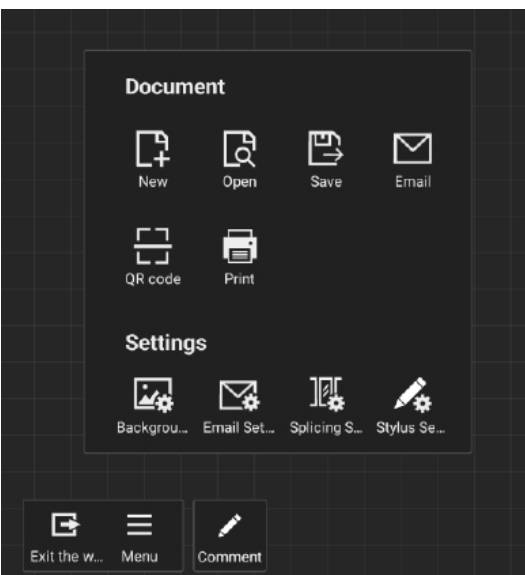 Document
New Open Save Email
QR code Print
Settings
Backgrou... Email Set... Splicing S... Stylus Se...
Exit the w... Menu Comment